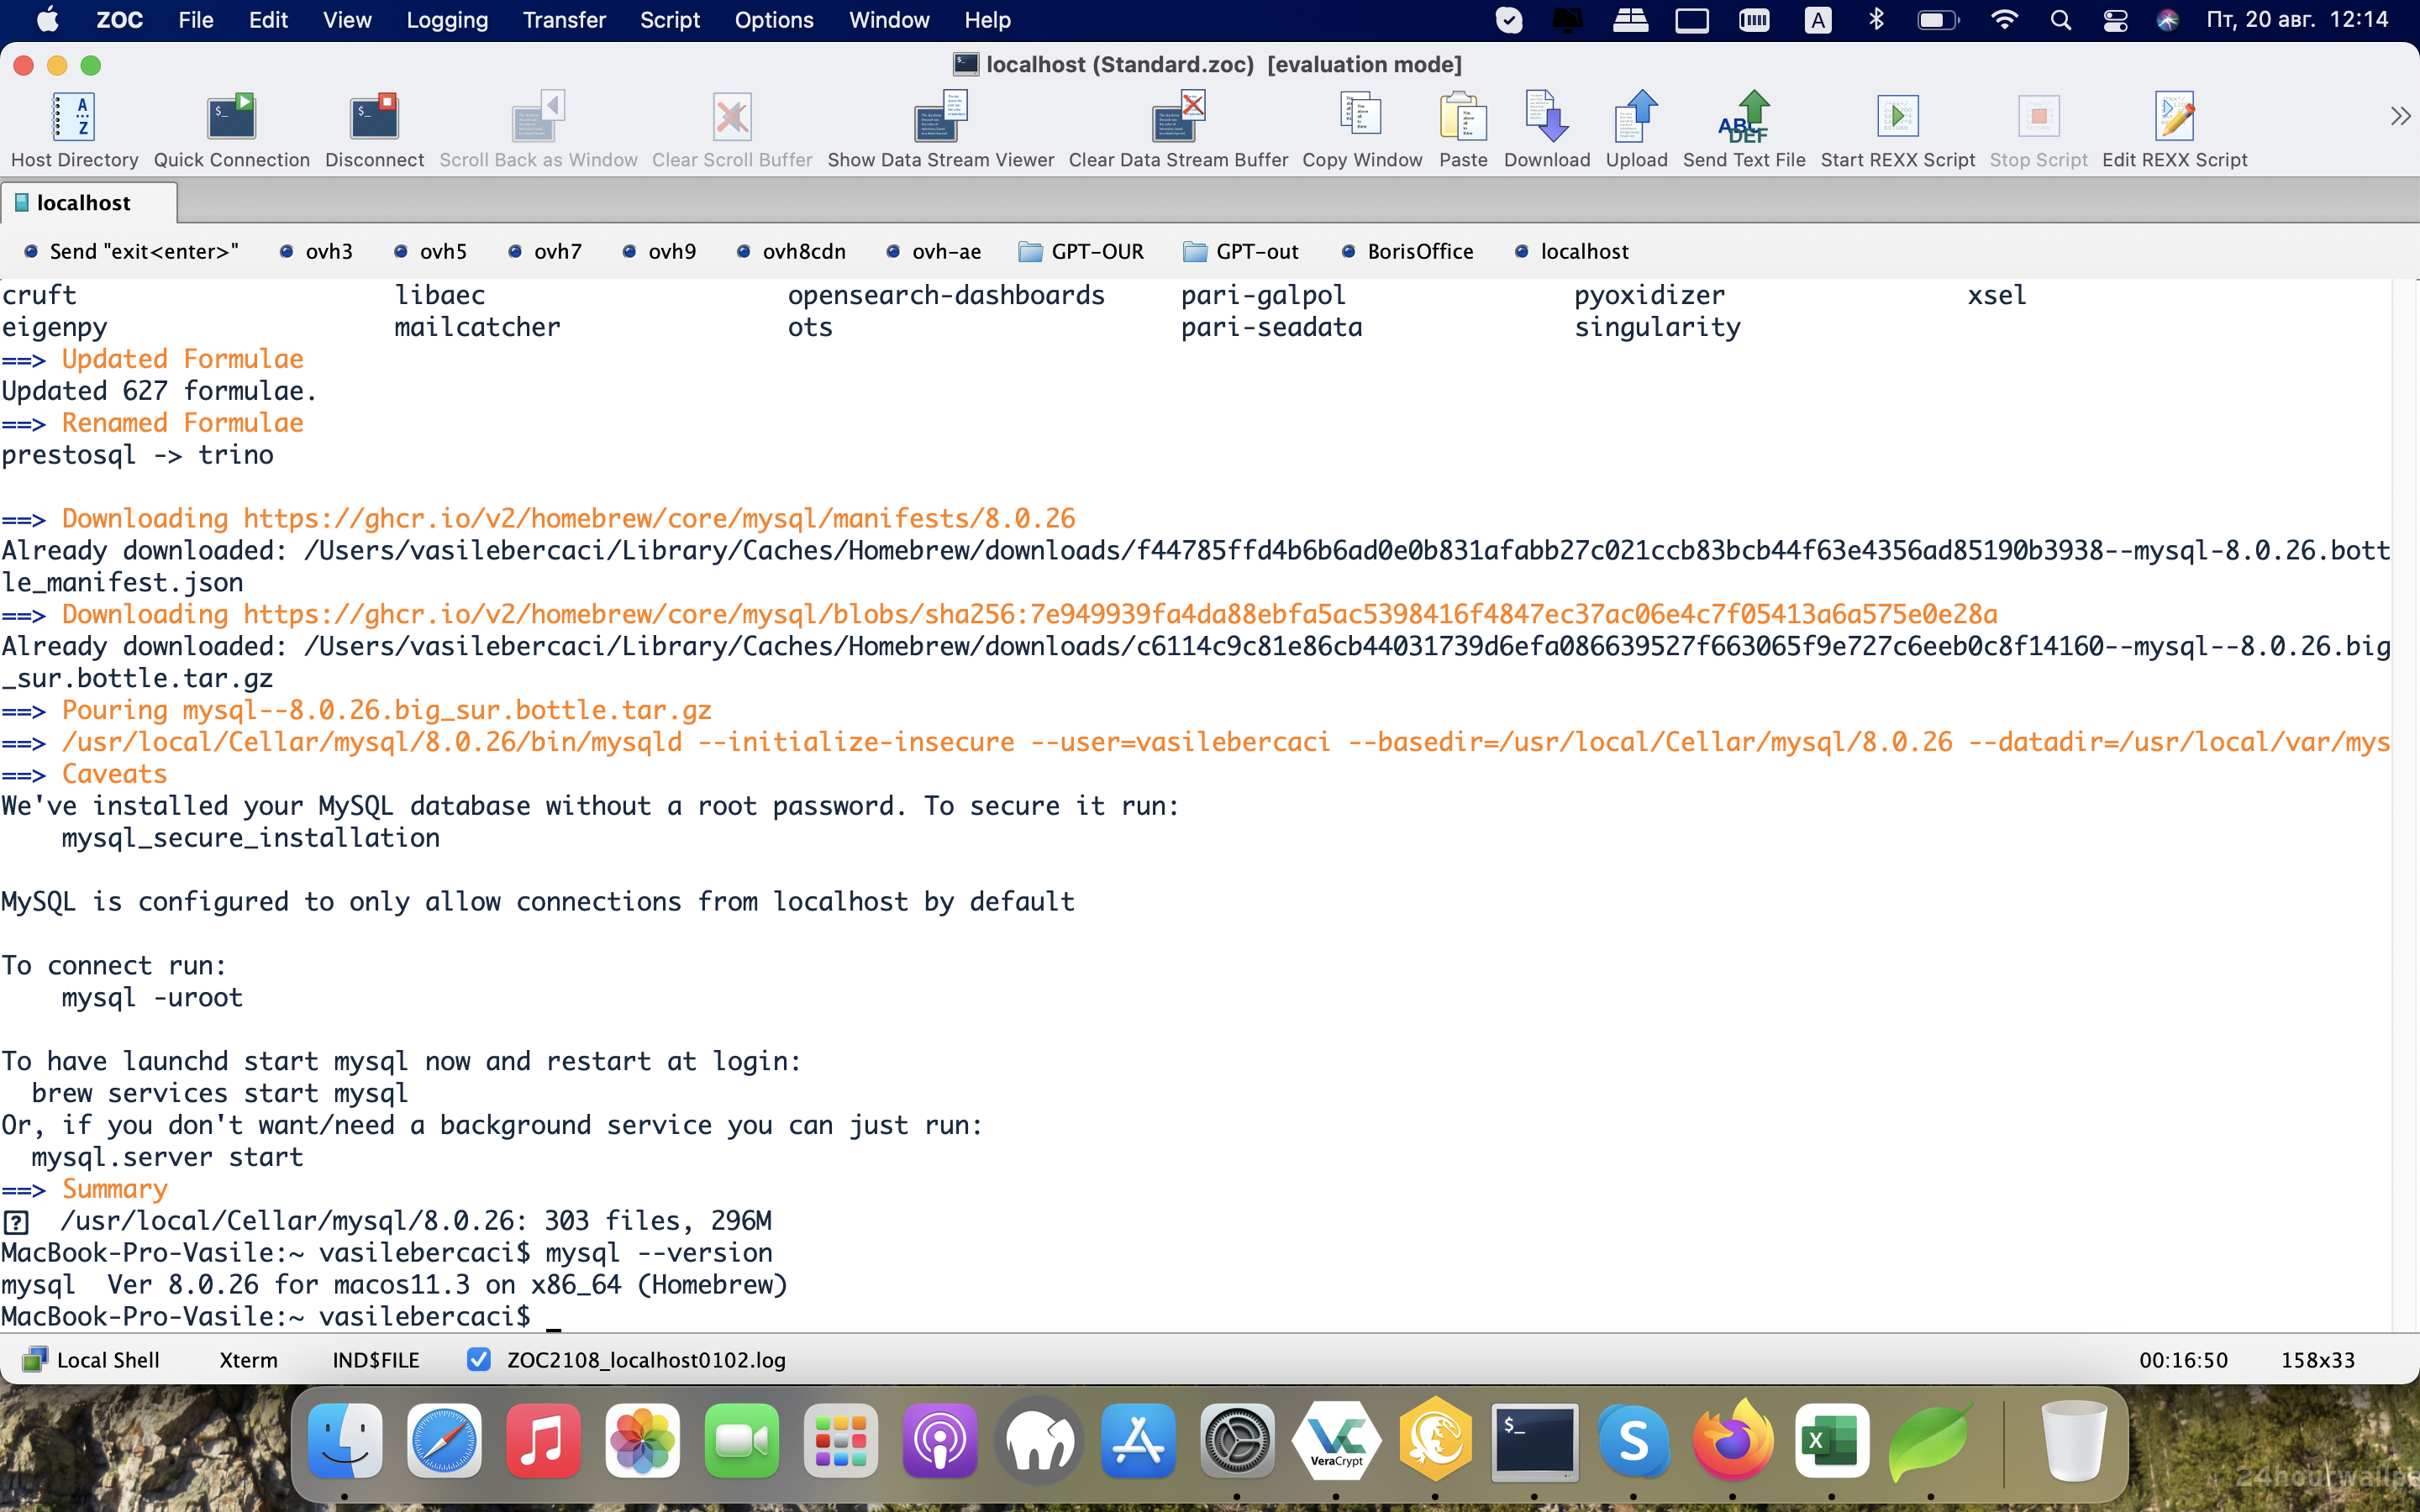 ZOC File Edit View Logging Transfer Script Options Window Help A Пт, 20 авг. 12:14
localhost (Standard.zoc) [evaluation mode]
Host Directory Quick Connection Disconnect Scroll Back as Window Clear Scroll Buffer Show Data Stream Viewer Clear Data Stream Buffer Copy Window Paste Download Upload Send Text File Start REXX Script Stop Script Edit REXX Script
localhost
Send "exit<enter>" ovh3 ovh5 ovh7 ovh9 ovh8cdn ovh-ae GPT-OUR GPT-out BorisOffice localhost
cruft libaec opensearch-dashboards pari-galpol pyoxidizer xsel
eigenpy mailcatcher ots pari-seadata singularity
==> Updated Formulae
Updated 627 formulae.
==> Renamed Formulae
prestosql -> trino
==> Downloading https://ghcr.io/v2/homebrew/core/mysql/manifests/8.0.26
Already downloaded: /Users/vasilebercaci/Library/Caches/Homebrew/downloads/f44785ffd4b6b6ad0e0b831afabb27c021ccb83bcb44f63e4356ad85190b3938--mysql-8.0.26.bott
le_manifest.json
==> Downloading https://ghcr.io/v2/homebrew/core/mysql/blobs/sha256:7e949939fa4da88ebfa5ac5398416f4847ec37ac06e4c7f05413a6a575e0e28a
Already downloaded: /Users/vasilebercaci/Library/Caches/Homebrew/downloads/c6114c9c81e86cb44031739d6efa086639527f663065f9e727c6eeb0c8f14160--mysql--8.0.26.big
_sur.bottle.tar.gz
==> Pouring mysql--8.0.26.big_sur.bottle.tar.gz
==> /usr/local/Cellar/mysql/8.0.26/bin/mysqld --initialize-insecure --user=vasilebercaci --basedir=/usr/local/Cellar/mysql/8.0.26 --datadir=/usr/local/var/mys
==> Caveats
We've installed your MySQL database without a root password. To secure it run:
    mysql_secure_installation
MySQL is configured to only allow connections from localhost by default
To connect run:
    mysql -uroot
To have launchd start mysql now and restart at login:
  brew services start mysql
Or, if you don't want/need a background service you can just run:
  mysql.server start
==> Summary
/usr/local/Cellar/mysql/8.0.26: 303 files, 296M
MacBook-Pro-Vasile:~ vasilebercaci$ mysql --version
mysql  Ver 8.0.26 for macos11.3 on x86_64 (Homebrew)
MacBook-Pro-Vasile:~ vasilebercaci$ _
Local Shell Xterm IND$FILE ZOC2108_localhost0102.log 00:16:50 158x33
VeraCrypt